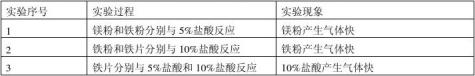 实验序号 实验过程 实验现象
1 镁粉和铁粉分别与5%盐酸反应 镁粉产生气体快
2 铁粉和铁片分别与10%盐酸反应 铁粉产生气体快
3 铁片分别与5%盐酸和10%盐酸反应 10%盐酸产生气体快